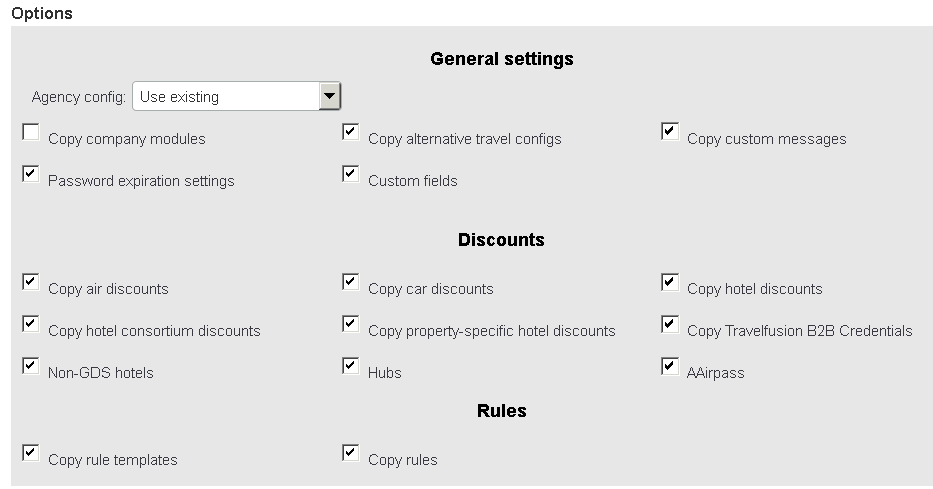 Options
General settings
Agency config: Use existing
Copy company modules Copy alternative travel configs Copy custom messages
Password expiration settings Custom fields
Discounts
Copy air discounts Copy car discounts Copy hotel discounts
Copy hotel consortium discounts Copy property-specific hotel discounts Copy Travelfusion B2B Credentials
Non-GDS hotels Hubs AAirpass
Rules
Copy rule templates Copy rules